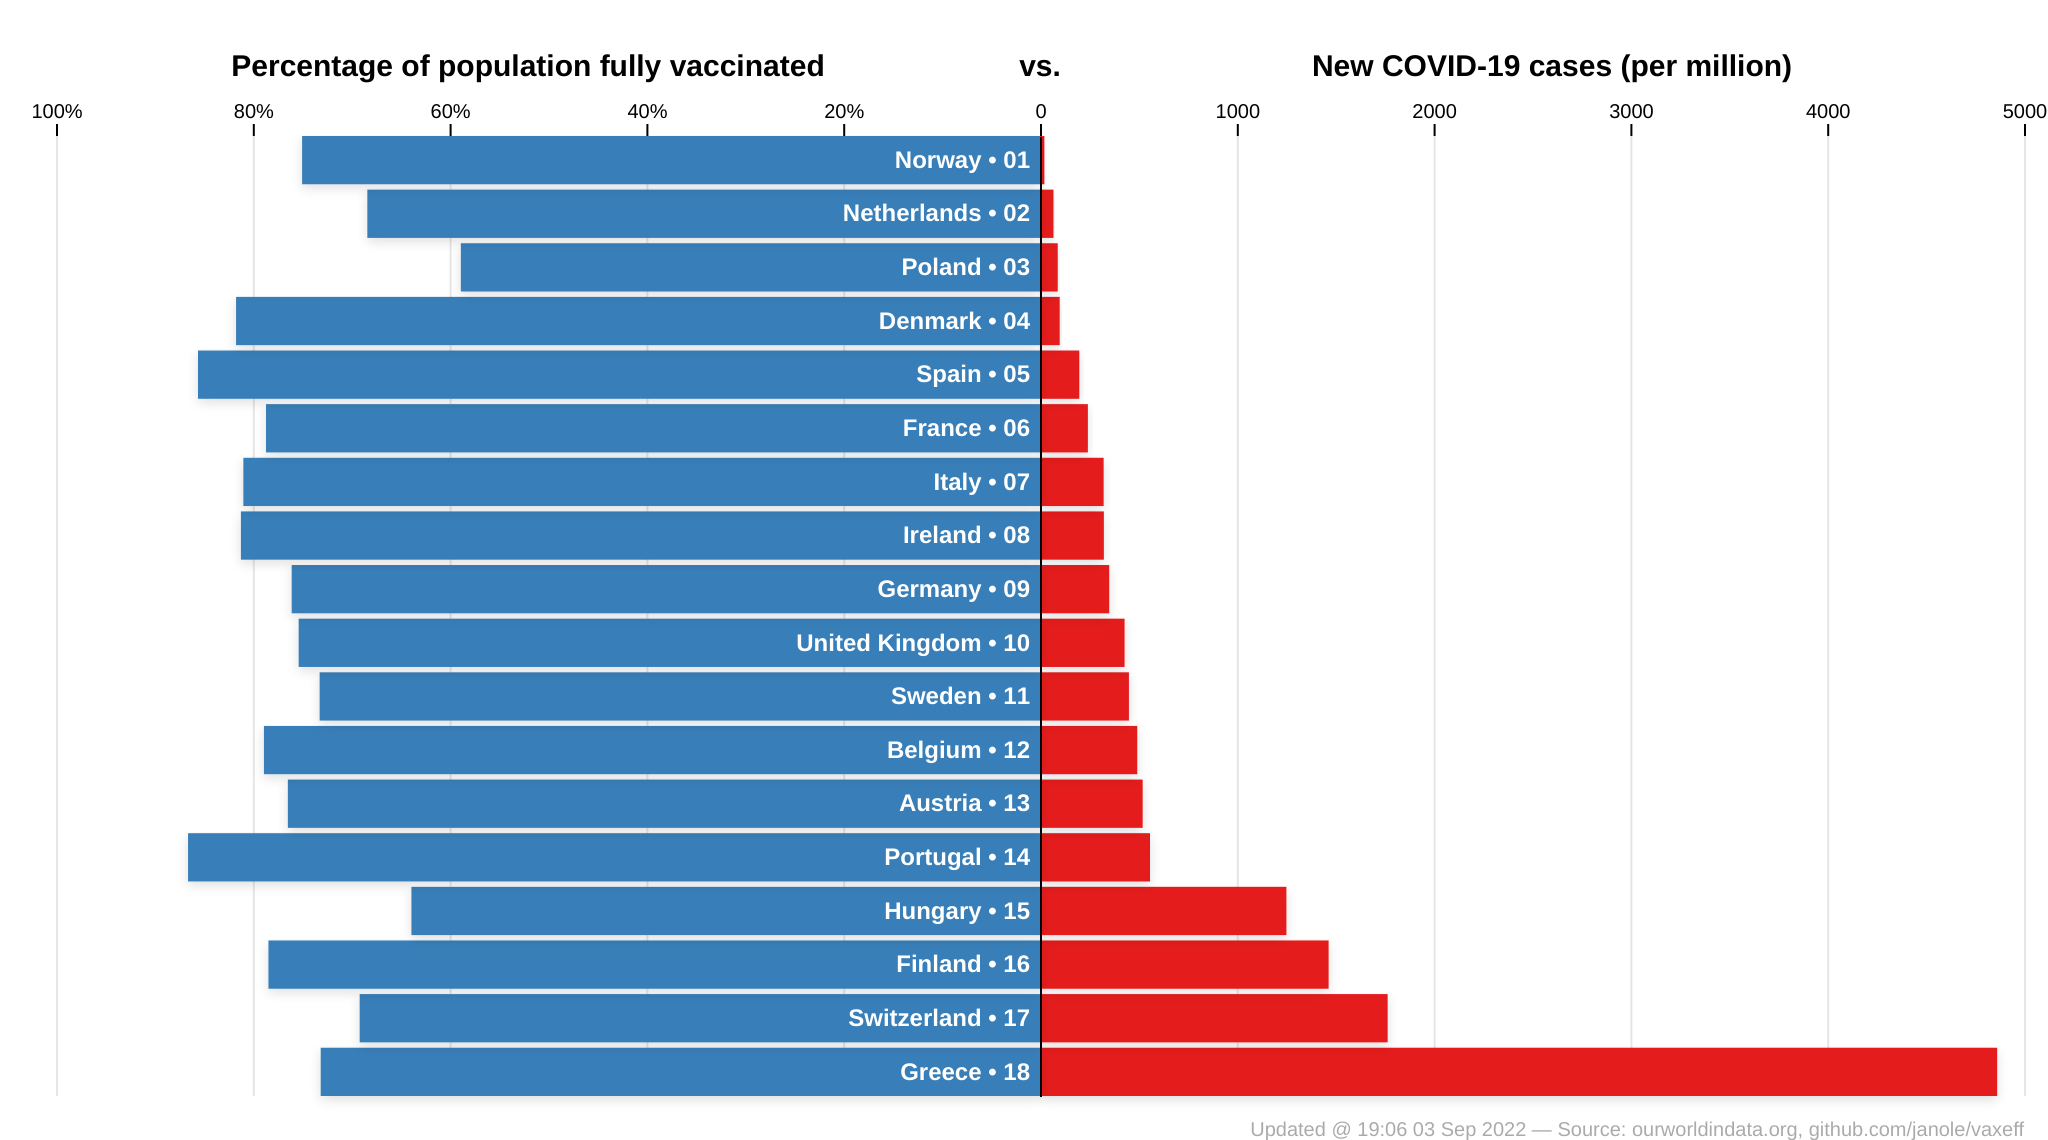 Percentage of population fully vaccinated vs. New COVID-19 cases (per million)
100% 80% 60% 40% 20% 0 1000 2000 3000 4000 5000
Norway • 01
Netherlands • 02
Poland • 03
Denmark • 04
Spain • 05
France • 06
Italy • 07
Ireland • 08
Germany • 09
United Kingdom • 10
Sweden • 11
Belgium • 12
Austria • 13
Portugal • 14
Hungary • 15
Finland • 16
Switzerland • 17
Greece • 18
Updated @ 19:06 03 Sep 2022 — Source: ourworldindata.org, github.com/janole/vaxeff